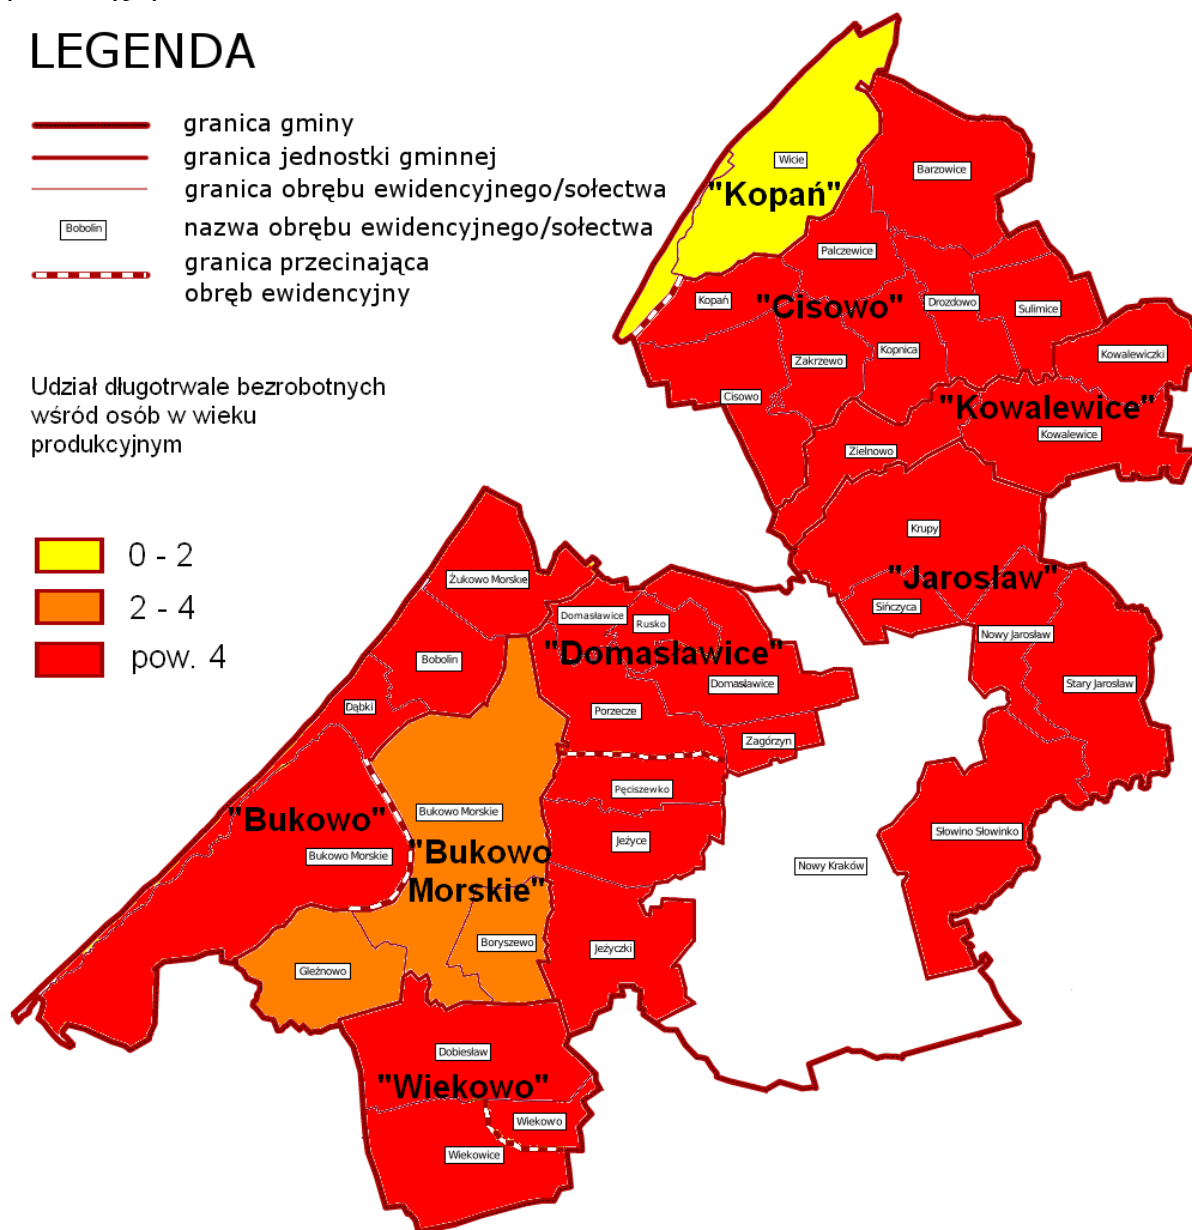 LEGENDA
granica gminy
granica jednostki gminnej
granica obrębu ewidencyjnego/sołectwa
Bobolin
nazwa obrębu ewidencyjnego/sołectwa
granica przecinająca
obręb ewidencyjny
Udział długotrwale bezrobotnych
wśród osób w wieku
produkcyjnym
0 - 2
2 - 4
pow. 4
Wicie
"Kopań"
Barzowice
Palczewice
Kopań
"Cisowo"
Drozdowo
Sulimice
Kopnica
Zakrzewo
Kowalewiczki
Cisowo
"Kowalewice"
Kowalewice
Zielnowo
Krupy
"Jarosław"
Sińczyca
Nowy Jarosław
Stary Jarosław
Słowino Słowinko
Nowy Kraków
Żukowo Morskie
Domasławice
Rusko
"Domasławice"
Bobolin
Domasławice
Dąbki
Porzecze
Zagórzyn
Pęciszewko
"Bukowo"
Bukowo Morskie
Bukowo Morskie
Jeżyce
"Bukowo
Morskie"
Boryszewo
Jeżyczki
Gleźnowo
Dobiesław
"Wiekowo"
Wiekowo
Wiekowice